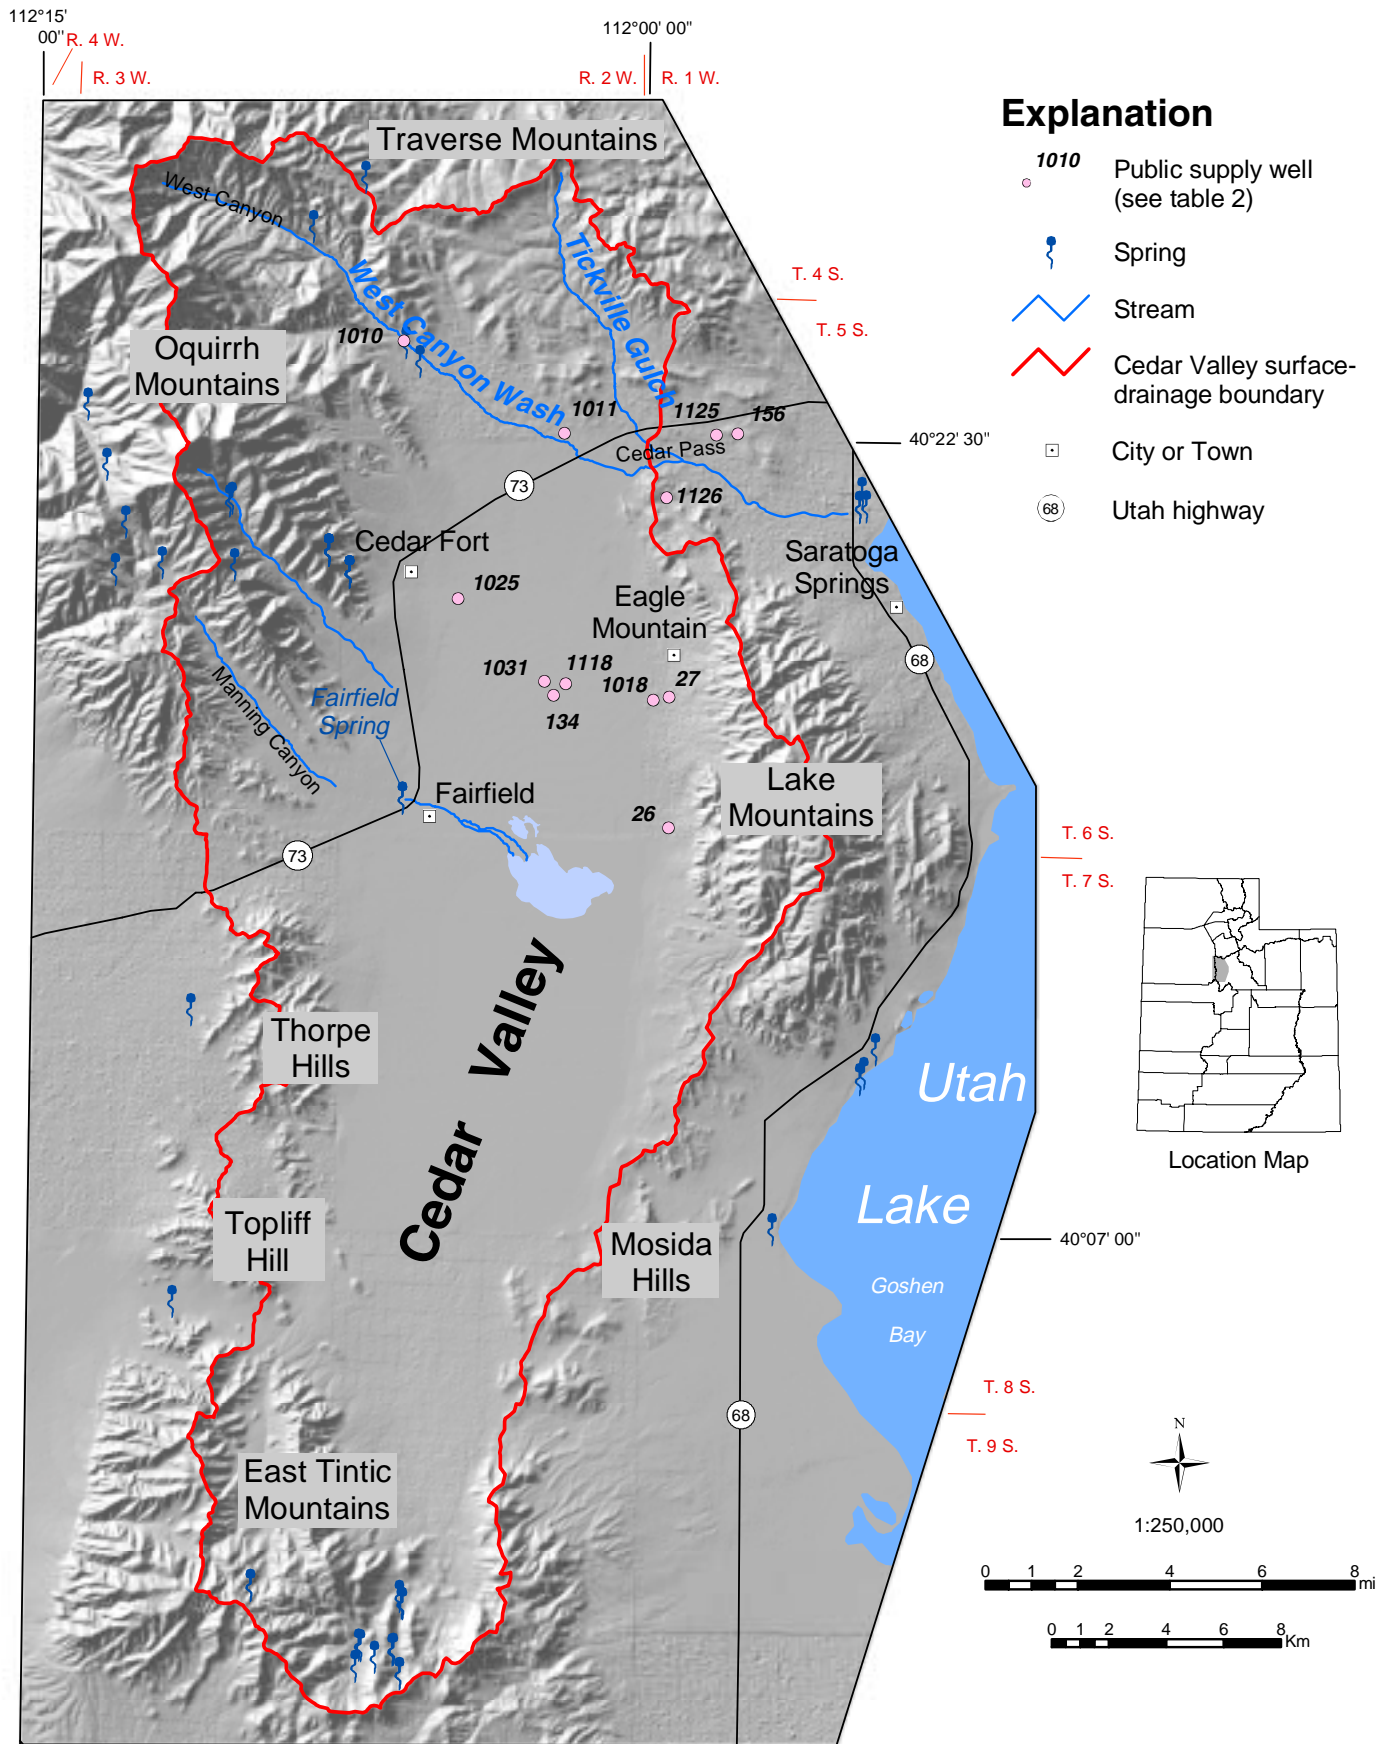 112°15'
00"
R. 4 W.
R. 3 W.
112°00' 00"
R. 2 W.
R. 1 W.
Explanation
1010
Public supply well
(see table 2)
Spring
Stream
Cedar Valley surface-
drainage boundary
City or Town
68
Utah highway
Traverse Mountains
West Canyon
West Canyon Wash
Tickville Gulch
T. 4 S.
T. 5 S.
Oquirrh
Mountains
1010
1011
1125
156
Cedar Pass
40°22' 30"
73
1126
Cedar Fort
1025
Saratoga
Springs
Eagle
Mountain
68
1031
1118
1018
27
134
Manning Canyon
Fairfield
Spring
Fairfield
26
Lake
Mountains
73
T. 6 S.
T. 7 S.
Cedar Valley
Thorpe
Hills
Utah
Lake
Location Map
Topliff
Hill
Mosida
Hills
40°07' 00"
Goshen
Bay
68
T. 8 S.
T. 9 S.
East Tintic
Mountains
N
1:250,000
0 1 2 4 6 8 mi
0 1 2 4 6 8 Km